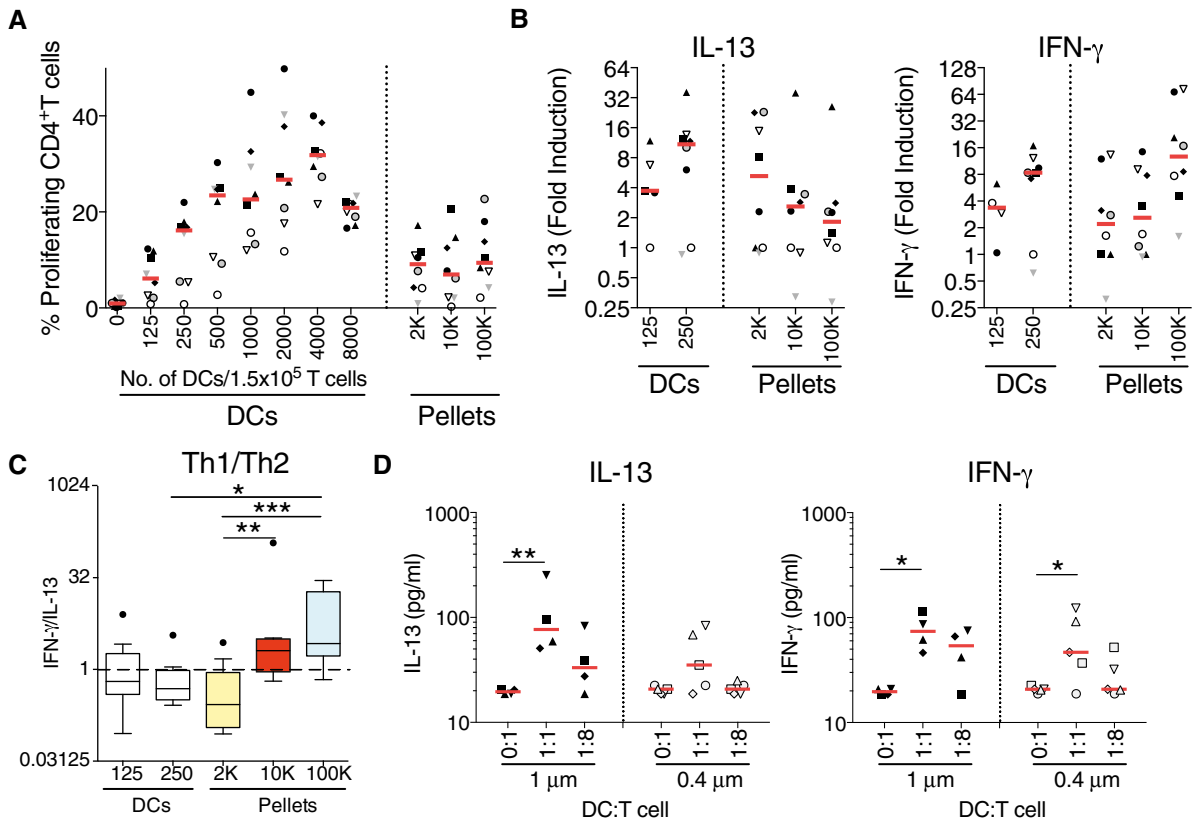 A
% Proliferating CD4+T cells
40
20
0
0 125 250 500 1000 2000 4000 8000 2K 10K 100K
No. of DCs/1.5x10⁵ T cells
DCs Pellets
B
IL-13
IL-13 (Fold Induction)
64
32
16
8
4
2
1
0.5
0.25
125 250 2K 10K 100K
DCs Pellets
IFN-γ
IFN-γ (Fold Induction)
128
64
32
16
8
4
2
1
0.5
0.25
125 250 2K 10K 100K
DCs Pellets
C
Th1/Th2
IFN-γ/IL-13
1024
32
1
0.03125
*
***
**
125 250 2K 10K 100K
DCs Pellets
D
IL-13
IL-13 (pg/ml)
1000
100
10
**
0:1 1:1 1:8 0:1 1:1 1:8
1 μm 0.4 μm
IFN-γ
IFN-γ (pg/ml)
1000
100
10
* *
0:1 1:1 1:8 0:1 1:1 1:8
1 μm 0.4 μm
DC:T cell DC:T cell